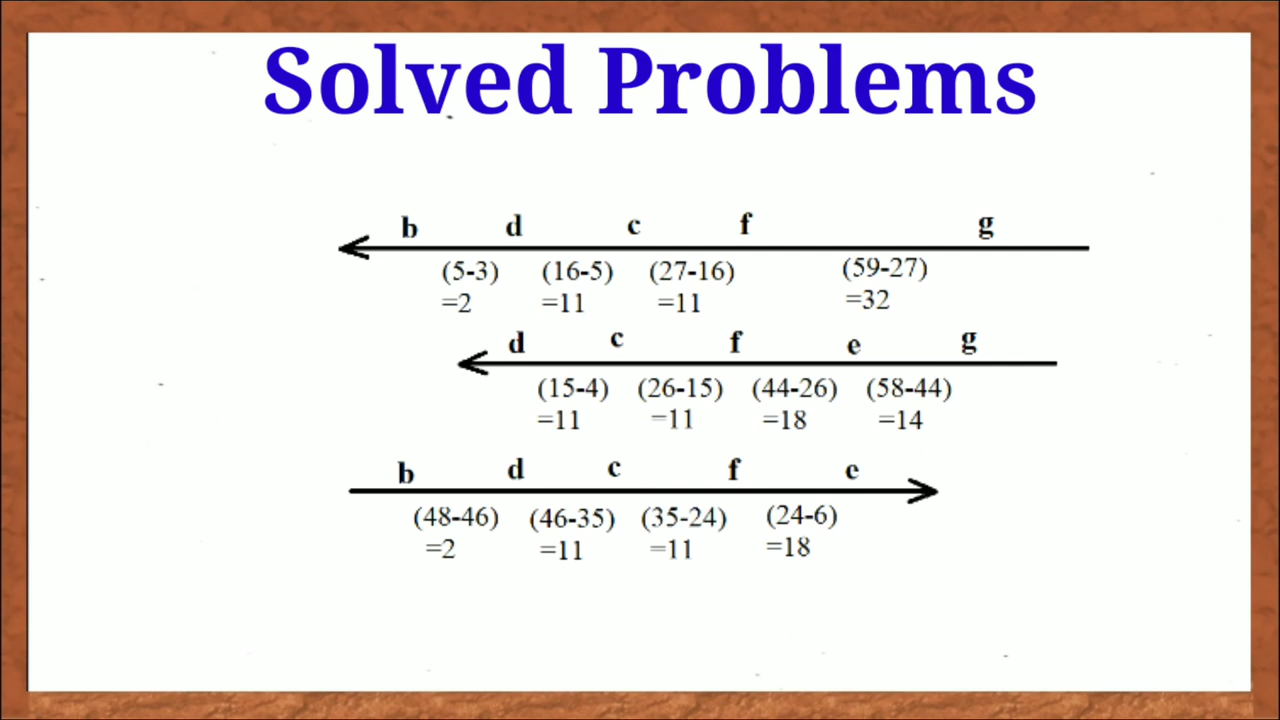 Solved Problems
b d c f g
(5-3) (16-5) (27-16) (59-27)
=2 =11 =11 =32
d c f e g
(15-4) (26-15) (44-26) (58-44)
=11 =11 =18 =14
b d c f e
(48-46) (46-35) (35-24) (24-6)
=2 =11 =11 =18